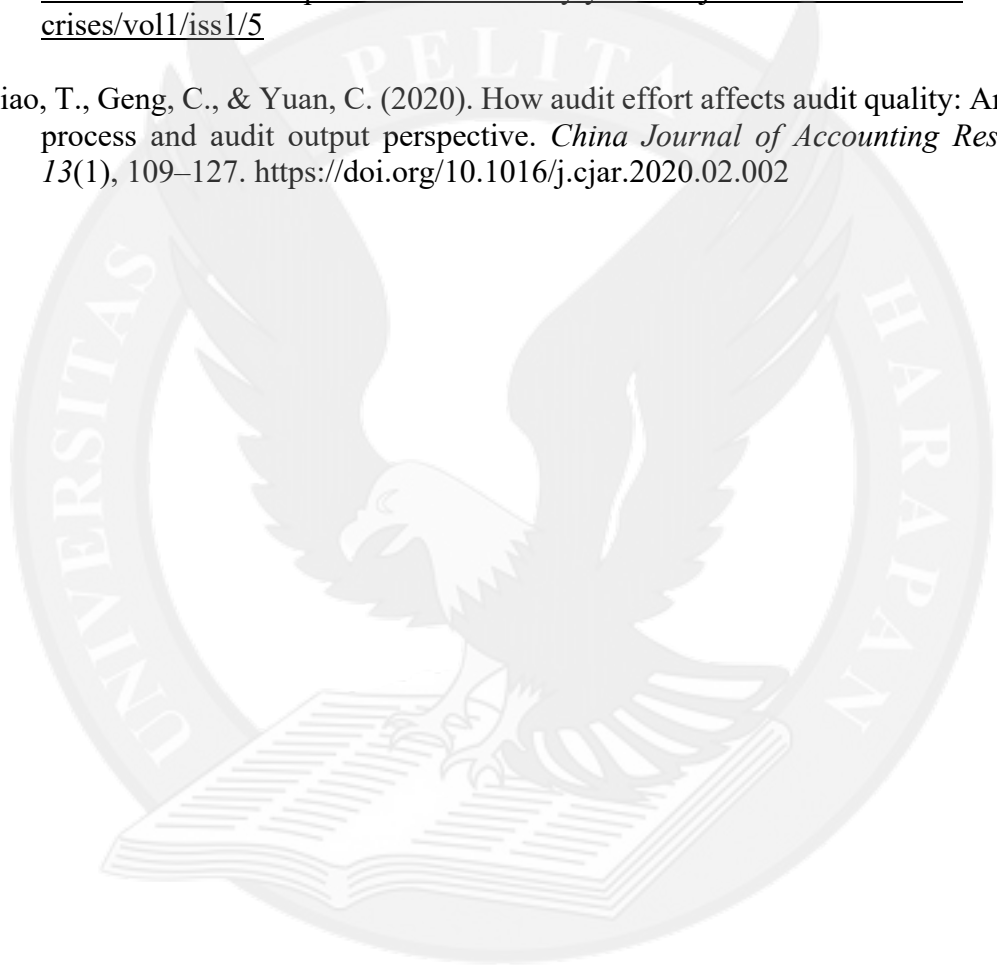 crises/vol1/iss1/5
iao, T., Geng, C., & Yuan, C. (2020). How audit effort affects audit quality: An
process and audit output perspective. China Journal of Accounting Res
13(1), 109–127. https://doi.org/10.1016/j.cjar.2020.02.002
PELITA
UNIVERSITAS
HARAPAN